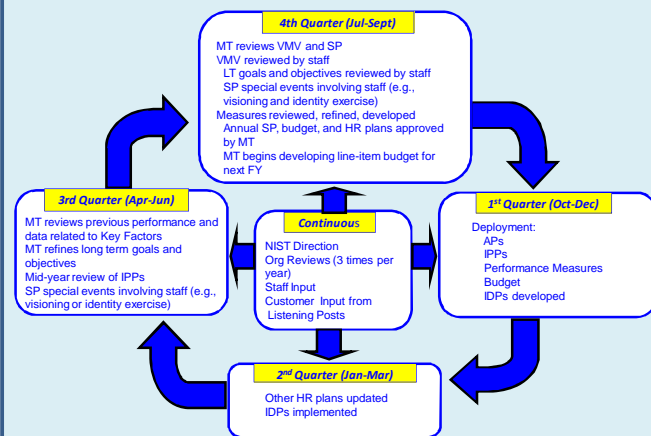 4th Quarter (Jul-Sept)
MT reviews VMV and SP
VMV reviewed by staff
LT goals and objectives reviewed by staff
SP special events involving staff (e.g.,
visioning and identity exercise)
Measures reviewed, refined, developed
Annual SP, budget, and HR plans approved
by MT
MT begins developing line-item budget for
next FY
3rd Quarter (Apr-Jun)
MT reviews previous performance and
data related to Key Factors
MT refines long term goals and
objectives
Mid-year review of IPPs
SP special events involving staff (e.g.,
visioning or identity exercise)
Continuous
NIST Direction
Org Reviews (3 times per
year)
Staff Input
Customer Input from
Listening Posts
1st Quarter (Oct-Dec)
Deployment:
APs
IPPs
Performance Measures
Budget
IDPs developed
2nd Quarter (Jan-Mar)
Other HR plans updated
IDPs implemented